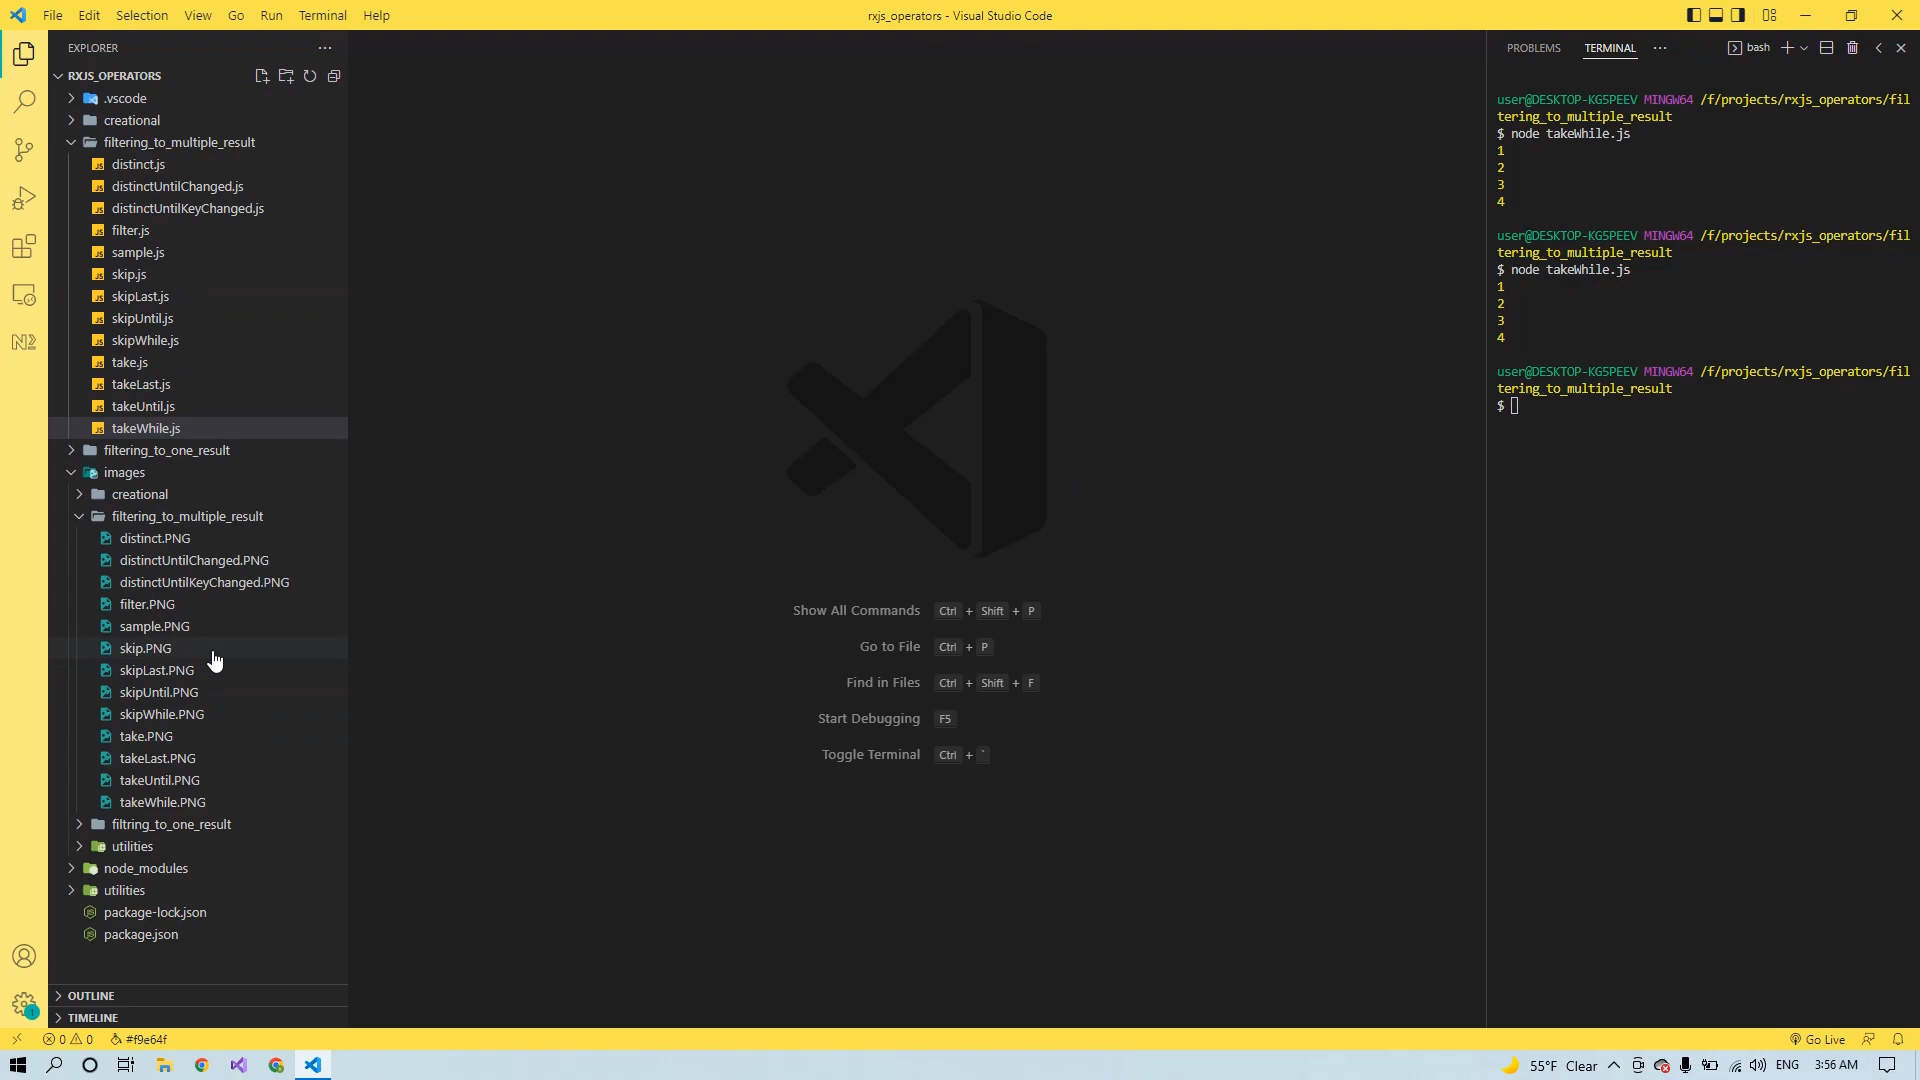 File Edit Selection View Go Run Terminal Help
rxjs_operators - Visual Studio Code
EXPLORER
RXJS_OPERATORS
.vscode
creational
filtering_to_multiple_result
distinct.js
distinctUntilChanged.js
distinctUntilKeyChanged.js
filter.js
sample.js
skip.js
skipLast.js
skipUntil.js
skipWhile.js
take.js
takeLast.js
takeUntil.js
takeWhile.js
filtering_to_one_result
images
creational
filtering_to_multiple_result
distinct.PNG
distinctUntilChanged.PNG
distinctUntilKeyChanged.PNG
filter.PNG
sample.PNG
skip.PNG
skipLast.PNG
skipUntil.PNG
skipWhile.PNG
take.PNG
takeLast.PNG
takeUntil.PNG
takeWhile.PNG
filtring_to_one_result
utilities
node_modules
utilities
package-lock.json
package.json
OUTLINE
TIMELINE
Show All Commands Ctrl + Shift + P
Go to File Ctrl + P
Find in Files Ctrl + Shift + F
Start Debugging F5
Toggle Terminal Ctrl + `
PROBLEMS TERMINAL
bash
user@DESKTOP-KG5PEEV MINGW64 /f/projects/rxjs_operators/fil
tering_to_multiple_result
$ node takeWhile.js
1
2
3
4
user@DESKTOP-KG5PEEV MINGW64 /f/projects/rxjs_operators/fil
tering_to_multiple_result
$ node takeWhile.js
1
2
3
4
user@DESKTOP-KG5PEEV MINGW64 /f/projects/rxjs_operators/fil
tering_to_multiple_result
$
0 0 #f9e64f
Go Live
55°F Clear ENG 3:56 AM